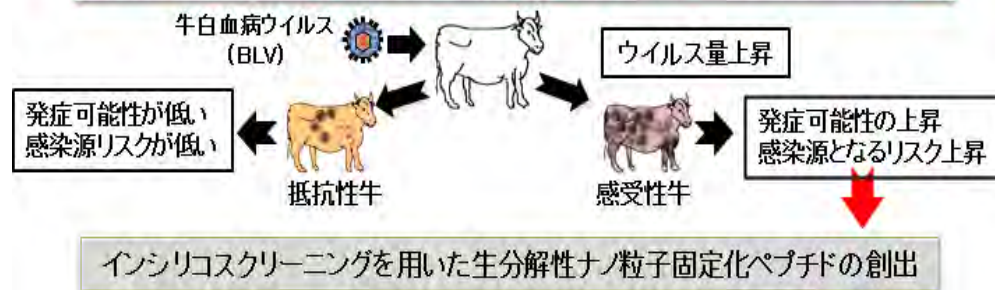 牛白血病ウイルス
(BLV)
ウイルス量上昇
発症可能性が低い
感染源リスクが低い
発症可能性の上昇
感染源となるリスク上昇
抵抗性牛
感受性牛
インシリコスクリーニングを用いた生分解性ナノ粒子固定化ペプチドの創出